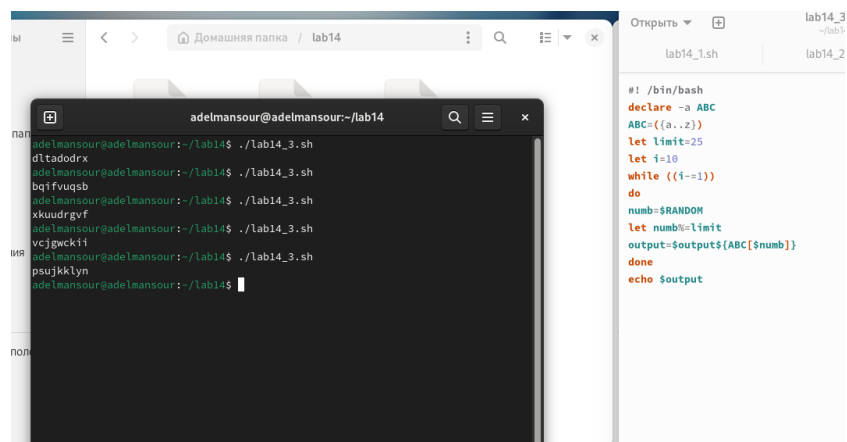 Открыть
lab14_3
~/lab14
ны
Домашняя папка / lab14
lab14_1.sh
lab14_2
adelmansour@adelmansour:~/lab14
adelmansour@adelmansour:~/lab14$ ./lab14_3.sh
dltadodrx
adelmansour@adelmansour:~/lab14$ ./lab14_3.sh
bqifvuqsb
adelmansour@adelmansour:~/lab14$ ./lab14_3.sh
xkuudrgvf
adelmansour@adelmansour:~/lab14$ ./lab14_3.sh
vcjgwckii
adelmansour@adelmansour:~/lab14$ ./lab14_3.sh
psujkklyn
adelmansour@adelmansour:~/lab14$
пап
ния
поло
#! /bin/bash
declare -a ABC
ABC=({a..z})
let limit=25
let i=10
while ((i-=1))
do
numb=$RANDOM
let numb%=limit
output=$output${ABC[$numb]}
done
echo $output